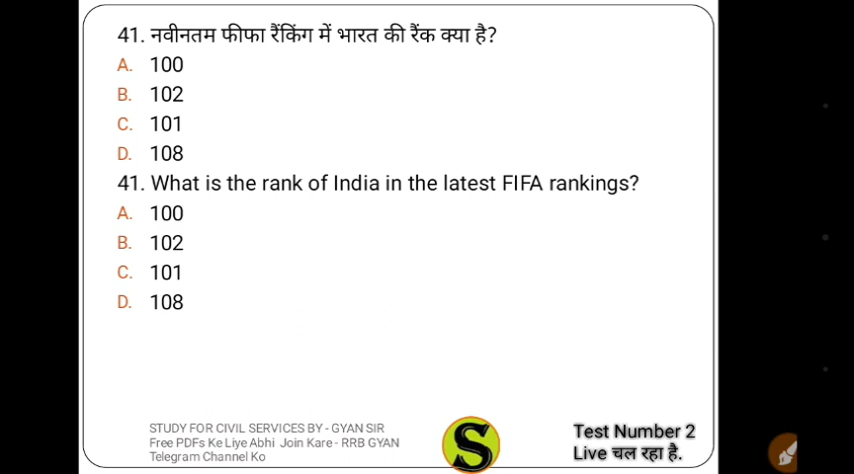 41. नवीनतम फीफा रैंकिंग में भारत की रैंक क्या है?
A. 100
B. 102
C. 101
D. 108
41. What is the rank of India in the latest FIFA rankings?
A. 100
B. 102
C. 101
D. 108
STUDY FOR CIVIL SERVICES BY - GYAN SIR
Free PDFs Ke Liye Abhi Join Kare - RRB GYAN
Telegram Channel Ko
S
Test Number 2
Live चल रहा है.